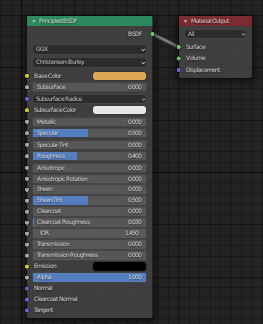 Principled BSDF
BSDF
GGX
Christensen-Burley
Base Color
Subsurface 0.000
Subsurface Radius
Subsurface Color
Metallic 0.000
Specular 0.500
Specular Tint 0.000
Roughness 0.400
Anisotropic 0.000
Anisotropic Rotation 0.000
Sheen 0.000
Sheen Tint 0.500
Clearcoat 0.000
Clearcoat Roughness 0.030
IOR 1.450
Transmission 0.000
Transmission Roughness 0.000
Emission
Alpha 1.000
Normal
Clearcoat Normal
Tangent
Material Output
All
Surface
Volume
Displacement